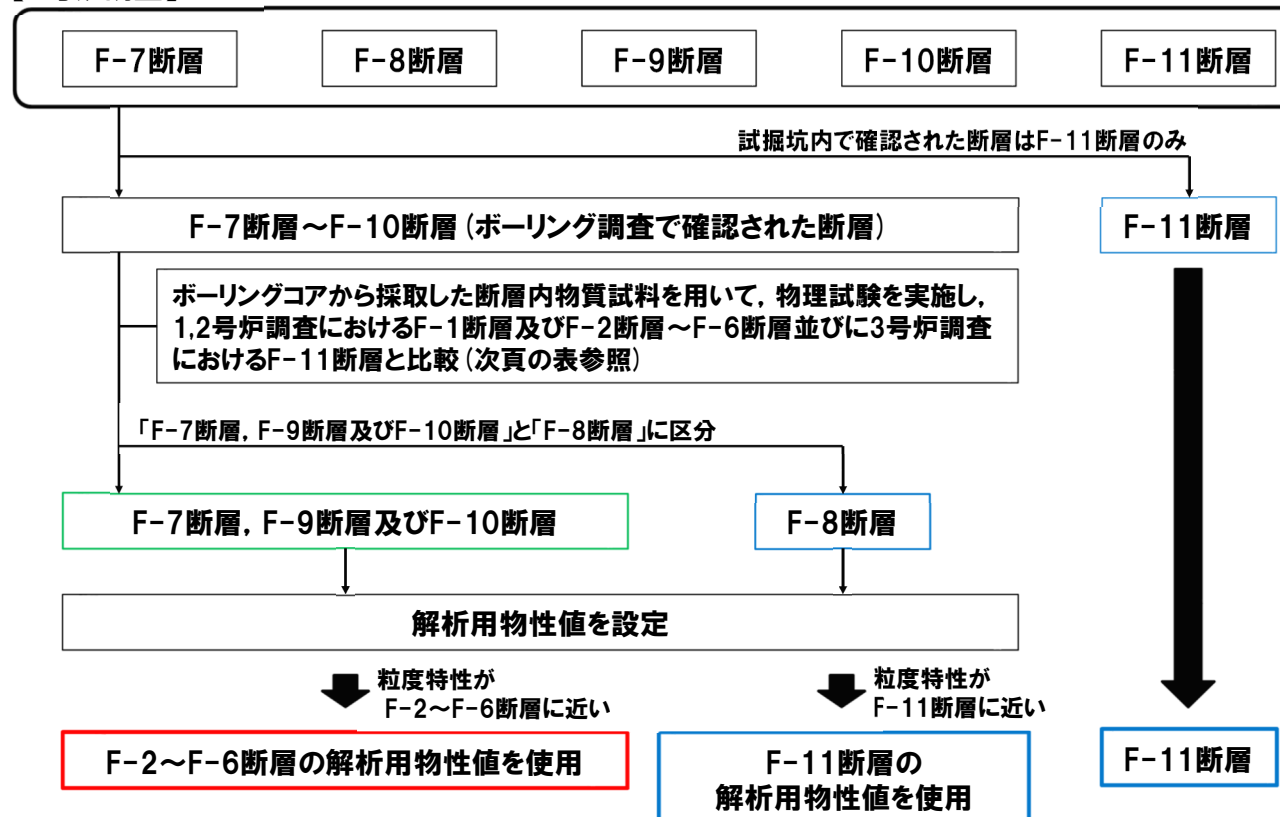 F-7断層
F-8断層
F-9断層
F-10断層
F-11断層
試掘坑内で確認された断層はF-11断層のみ
F-7断層～F-10断層(ボーリング調査で確認された断層)
F-11断層
ボーリングコアから採取した断層内物質試料を用いて，物理試験を実施し，
1,2号炉調査におけるF-1断層及びF-2断層～F-6断層並びに3号炉調査
におけるF-11断層と比較(次頁の表参照)
「F-7断層，F-9断層及びF-10断層」と「F-8断層」に区分
F-7断層，F-9断層及びF-10断層
F-8断層
解析用物性値を設定
粒度特性が
F-2～F-6断層に近い
粒度特性が
F-11断層に近い
F-2～F-6断層の解析用物性値を使用
F-11断層の
解析用物性値を使用
F-11断層